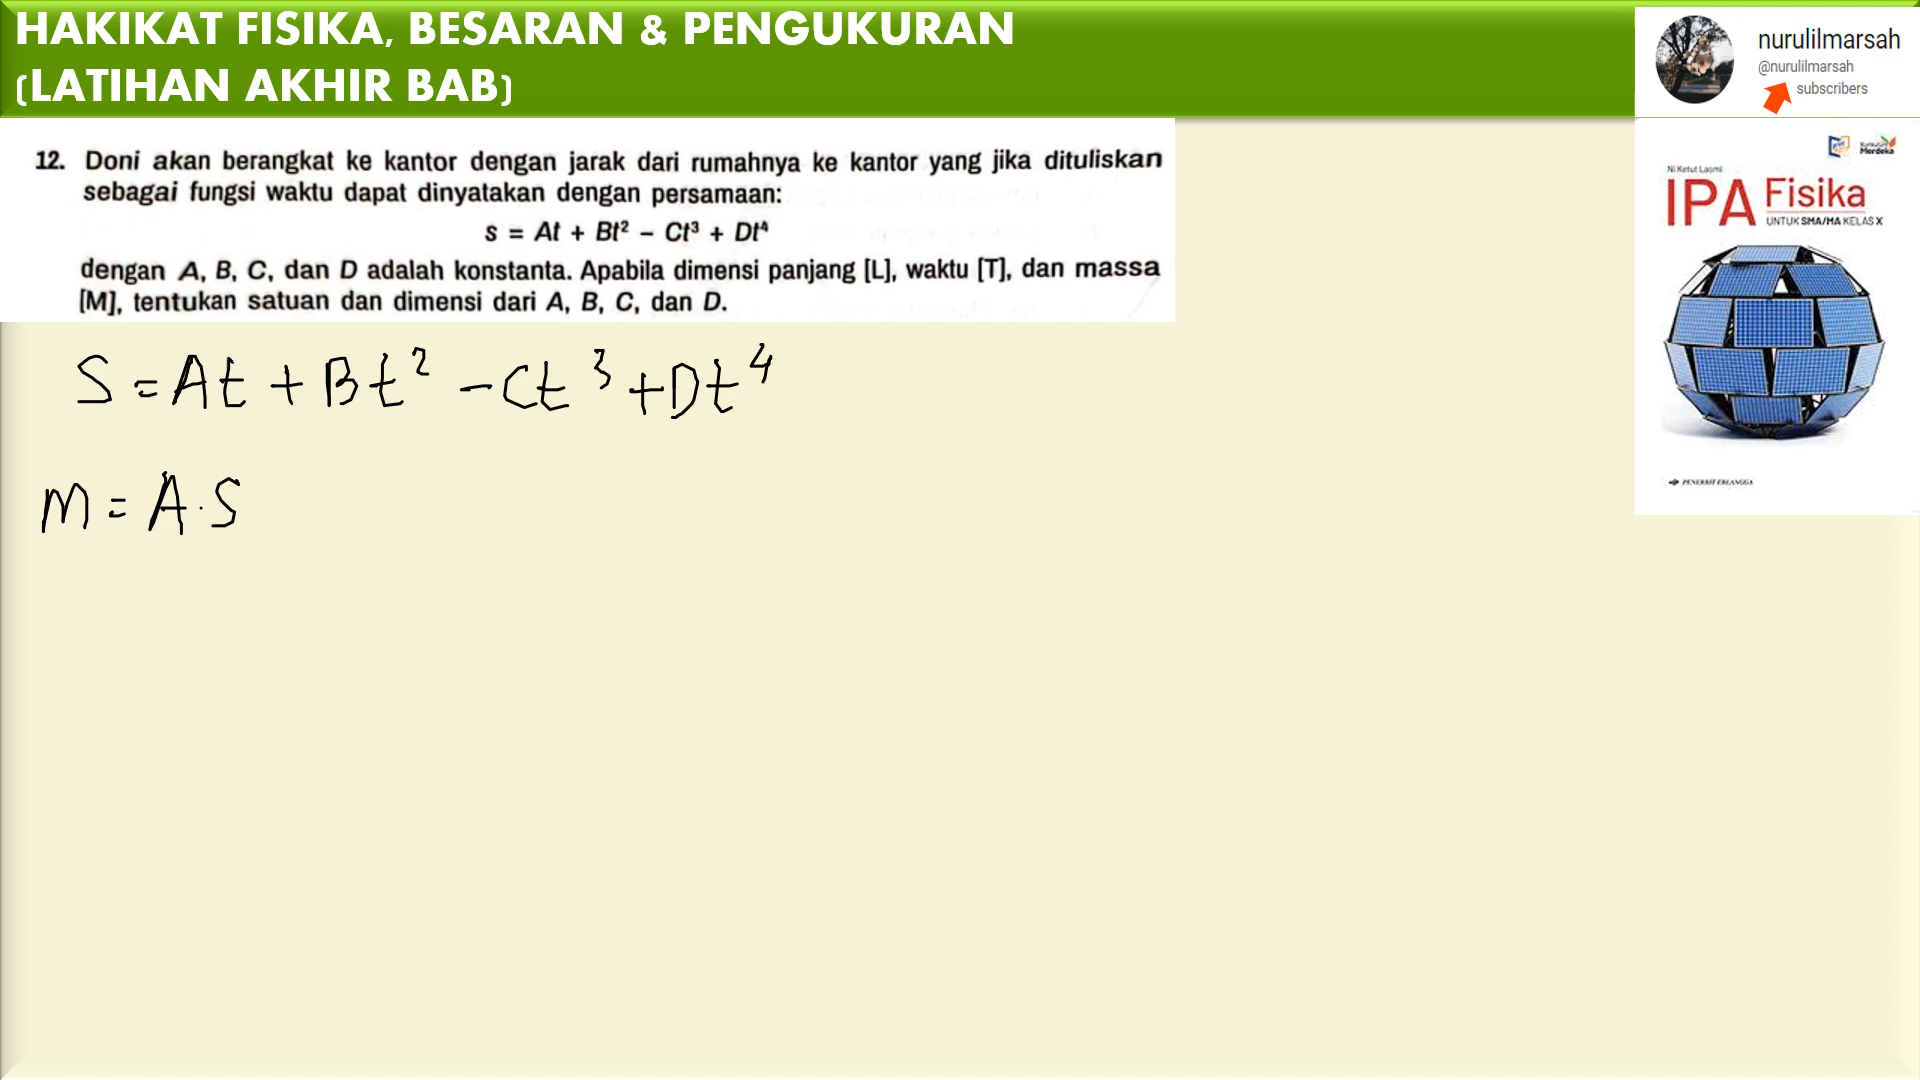 HAKIKAT FISIKA, BESARAN & PENGUKURAN
(LATIHAN AKHIR BAB)
nurulilmarsah
@nurulilmarsah
subscribers
12. Doni akan berangkat ke kantor dengan jarak dari rumahnya ke kantor yang jika dituliskan
sebagai fungsi waktu dapat dinyatakan dengan persamaan:
s = At + Bt² – Ct³ + Dt⁴
dengan A, B, C, dan D adalah konstanta. Apabila dimensi panjang [L], waktu [T], dan massa
[M], tentukan satuan dan dimensi dari A, B, C, dan D.
S = At + Bt² – Ct³ + Dt⁴
m = A . S
Kurikulum
Merdeka
Ni Ketut Lasmi
IPA Fisika
UNTUK SMA/MA KELAS X
PENERBIT ERLANGGA